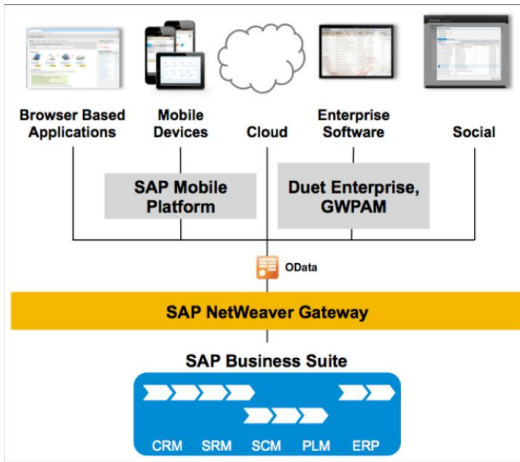 Browser Based
Applications
Mobile
Devices
Cloud
Enterprise
Software
Social
SAP Mobile
Platform
Duet Enterprise,
GWPAM
OData
SAP NetWeaver Gateway
SAP Business Suite
CRM SRM SCM PLM ERP